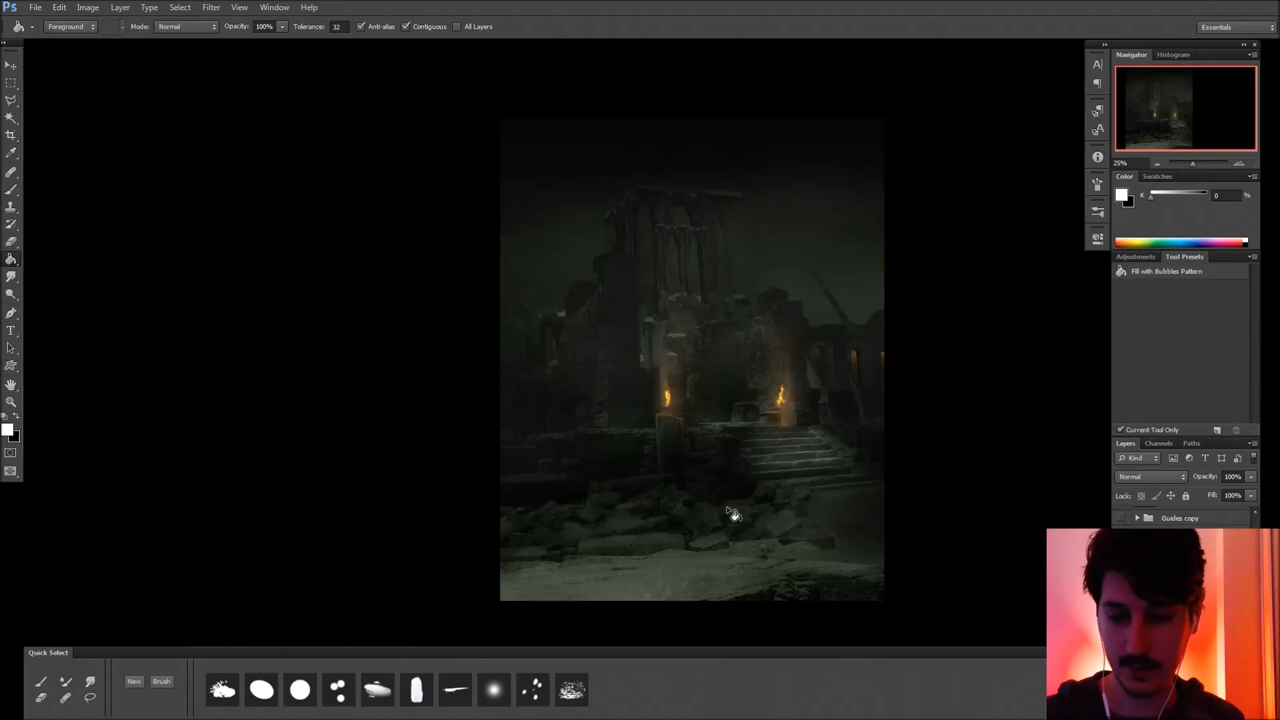 Ps File Edit Image Layer Type Select Filter View Window Help
Foreground Mode: Normal Opacity: 100% Tolerance: 32 Anti-alias Contiguous All Layers Essentials
Navigator Histogram
25%
Color Swatches
K 0 %
Adjustments Tool Presets
Fill with Bubbles Pattern
Current Tool Only
Layers Channels Paths
Kind
Normal Opacity: 100%
Lock: Fill: 100%
Guides copy
Quick Select
New Brush